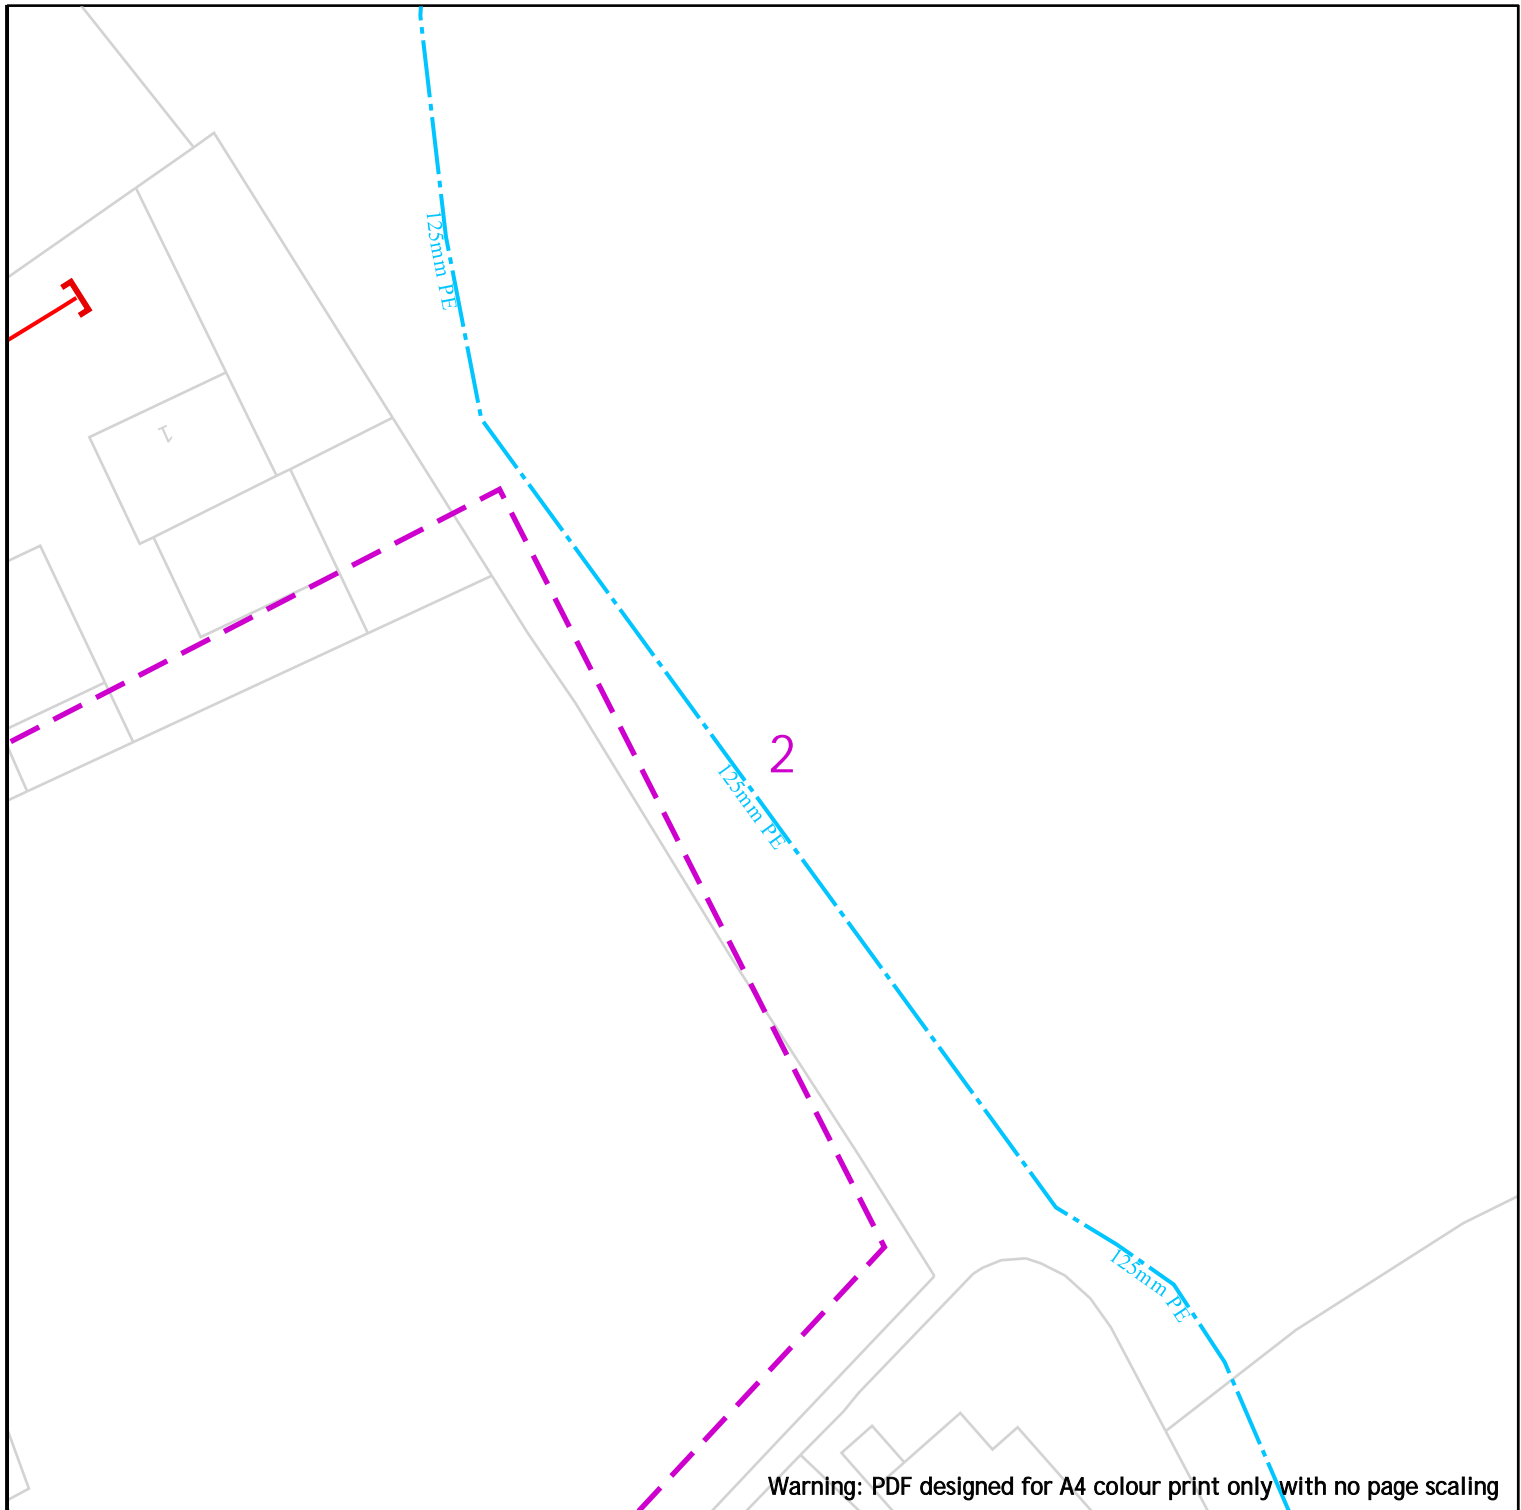 125mm PE
1
2
125mm PE
125mm PE
Warning: PDF designed for A4 colour print only with no page scaling